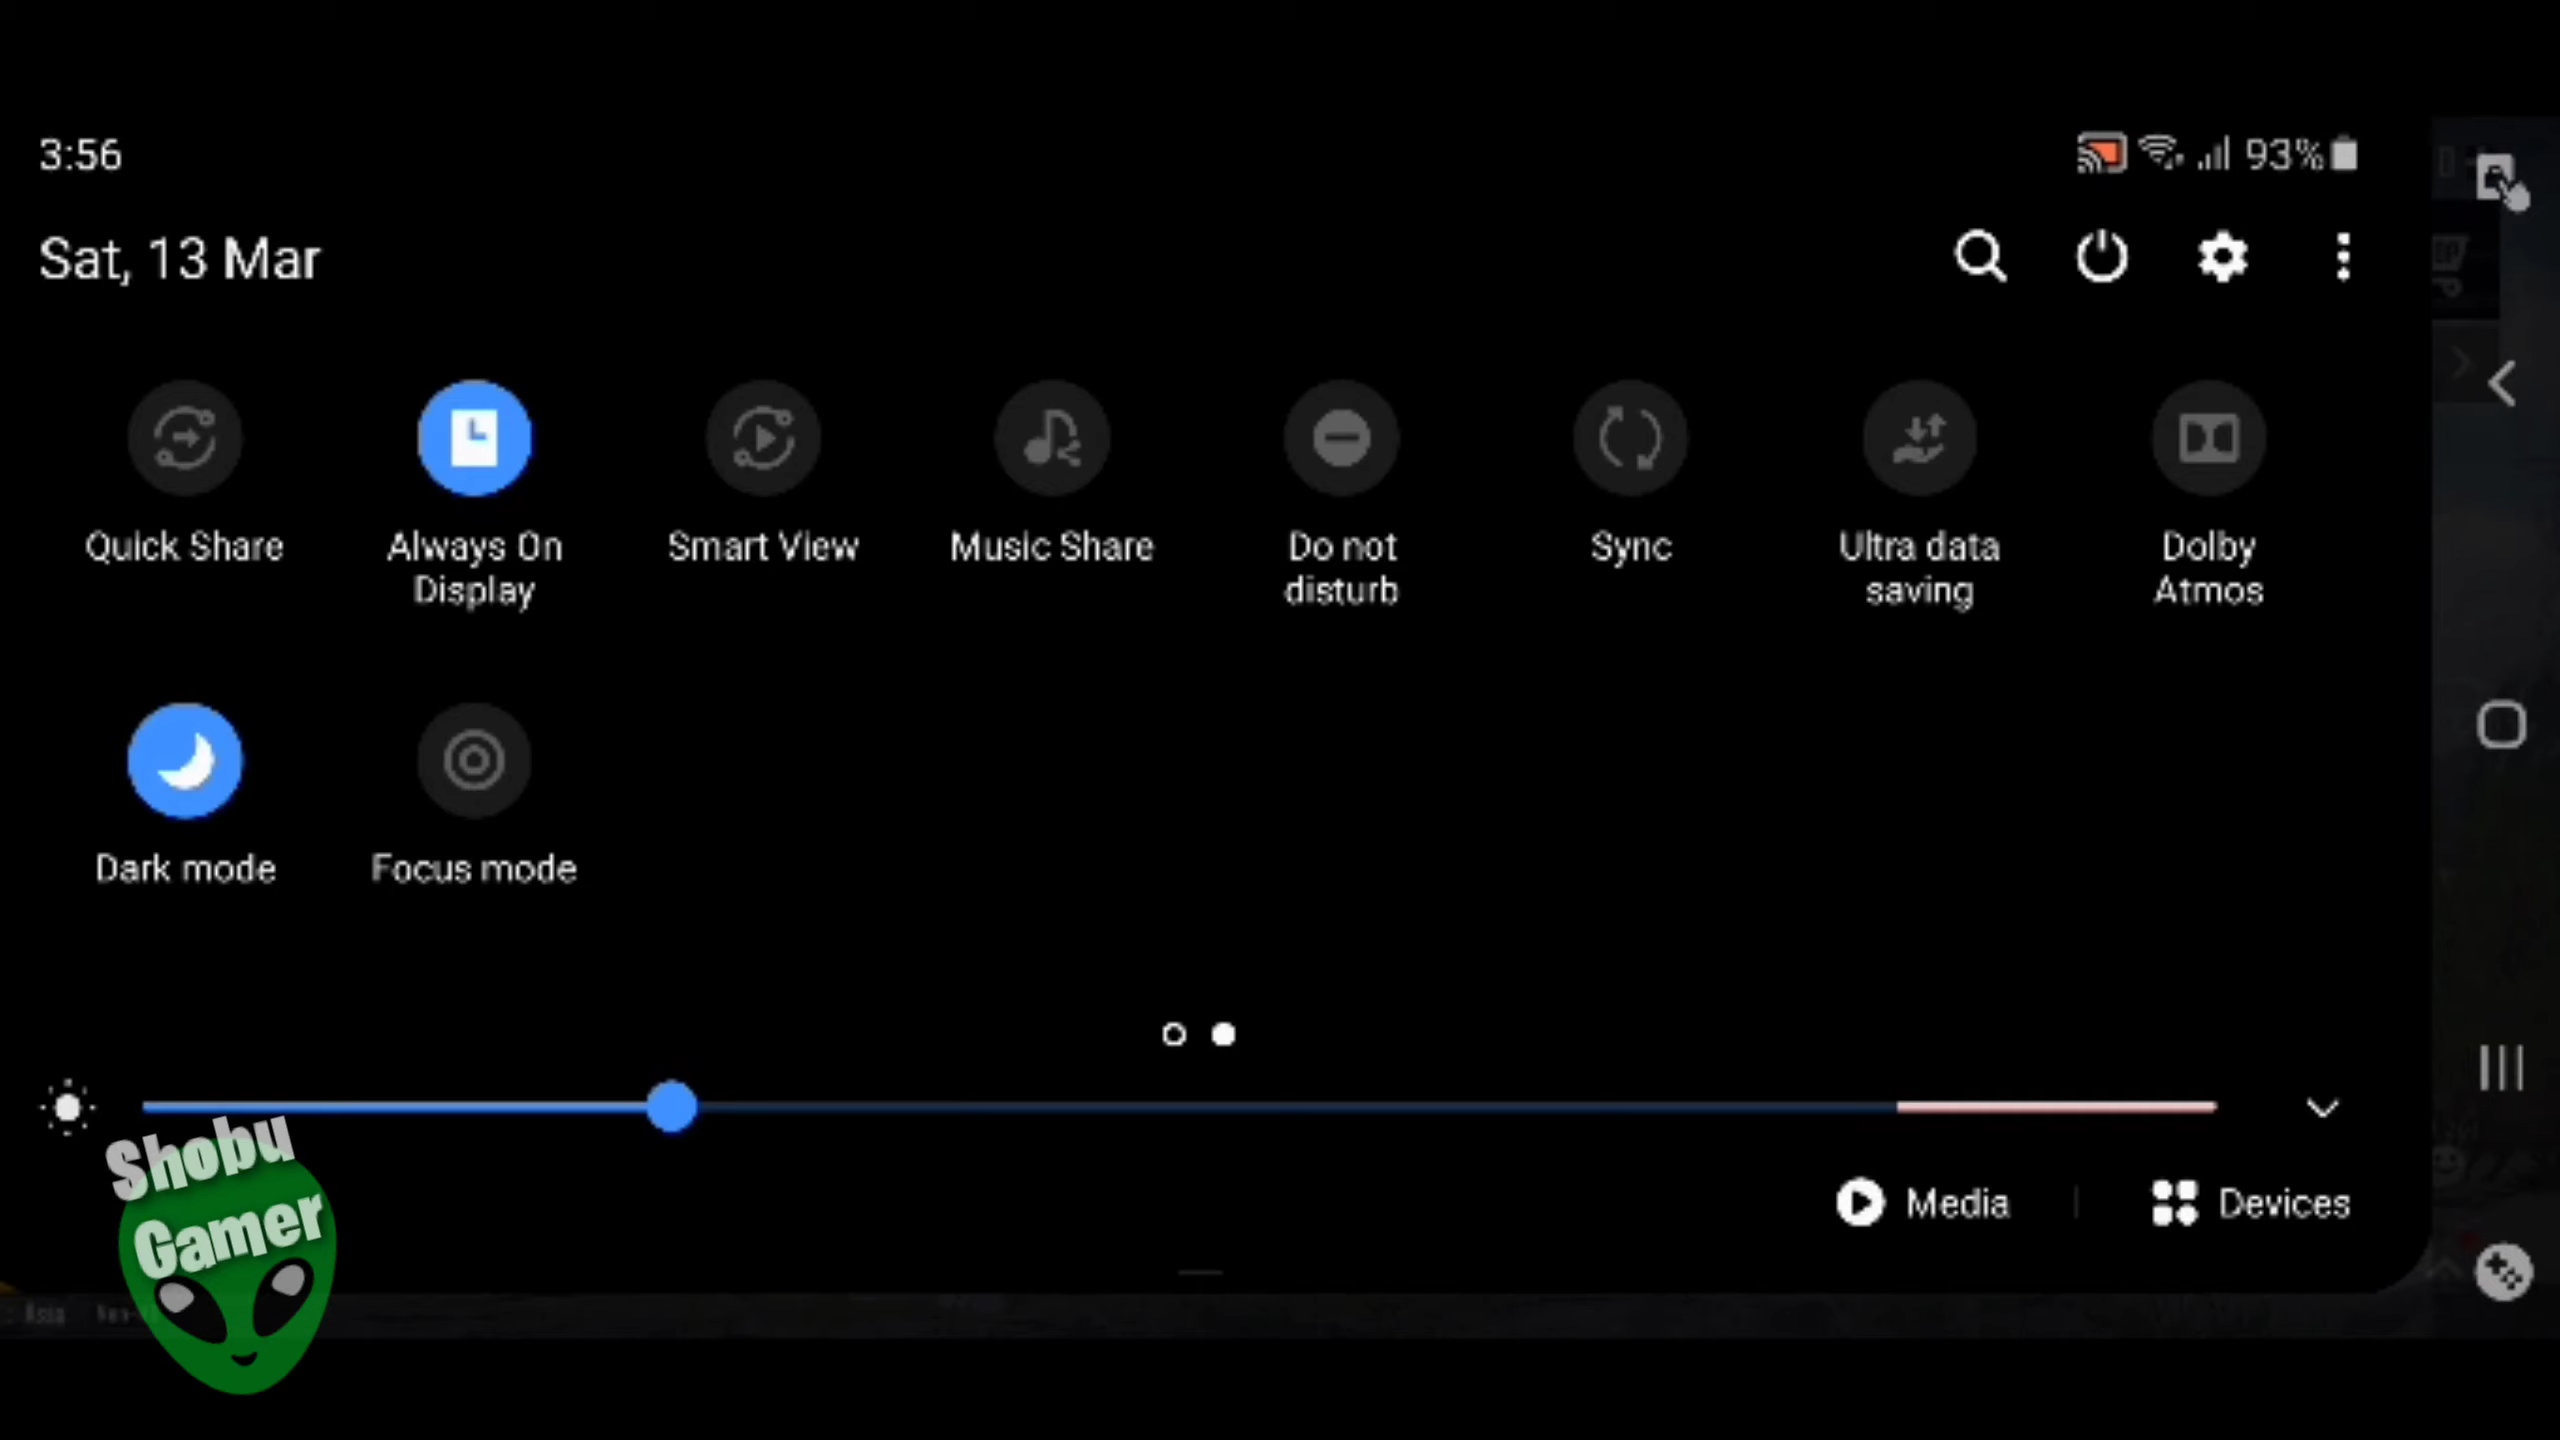 3:56
93%
Sat, 13 Mar
Quick Share
Always On
Display
Smart View
Music Share
Do not
disturb
Sync
Ultra data
saving
Dolby
Atmos
Dark mode
Focus mode
Shobu
Gamer
Media
Devices
Asia